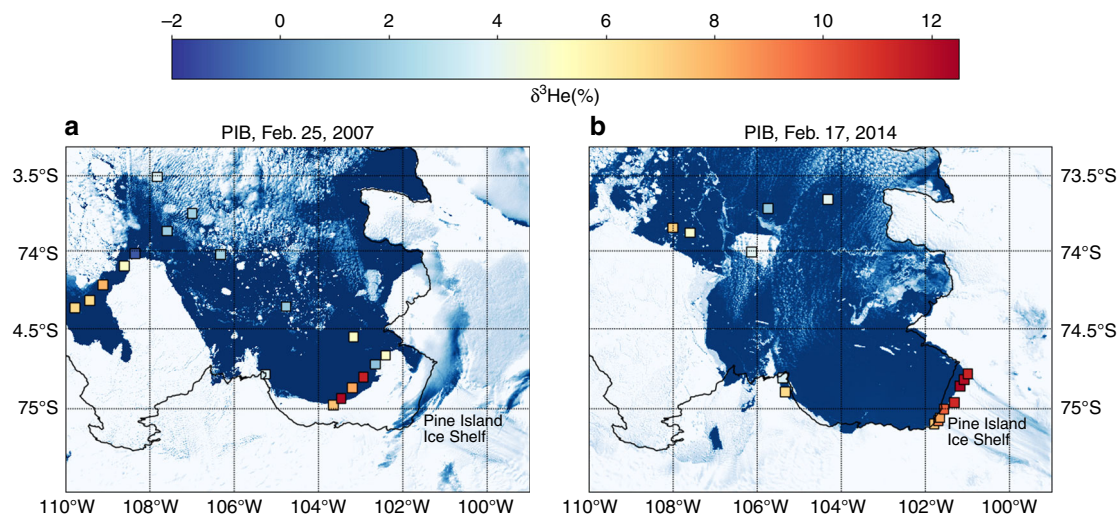 −2 0 2 4 6 8 10 12
δ³He(%)
a PIB, Feb. 25, 2007
b PIB, Feb. 17, 2014
3.5°S
74°S
4.5°S
75°S
73.5°S
74°S
74.5°S
75°S
Pine Island
Ice Shelf
Pine Island
Ice Shelf
110°W 108°W 106°W 104°W 102°W 100°W
110°W 108°W 106°W 104°W 102°W 100°W